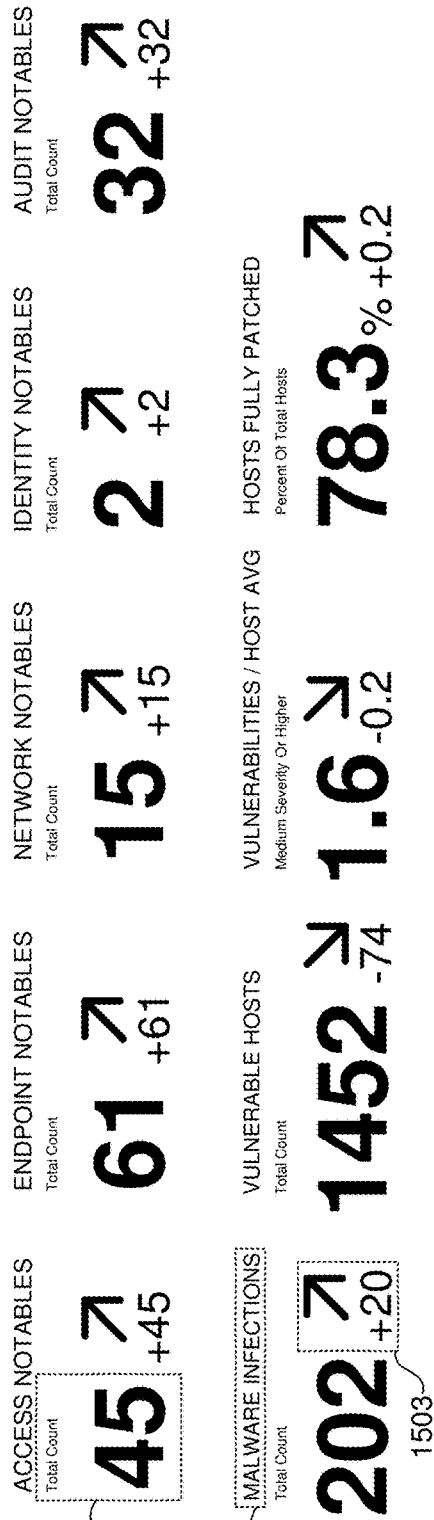 ACCESS NOTABLES
Total Count
45 +45
ENDPOINT NOTABLES
Total Count
61 +61
NETWORK NOTABLES
Total Count
15 +15
IDENTITY NOTABLES
Total Count
2 +2
AUDIT NOTABLES
Total Count
32 +32
MALWARE INFECTIONS
Total Count
202 +20
1503
VULNERABLE HOSTS
Total Count
1452 -74
VULNERABILITIES / HOST AVG
Medium Severity Or Higher
1.6 -0.2
HOSTS FULLY PATCHED
Percent Of Total Hosts
78.3% +0.2